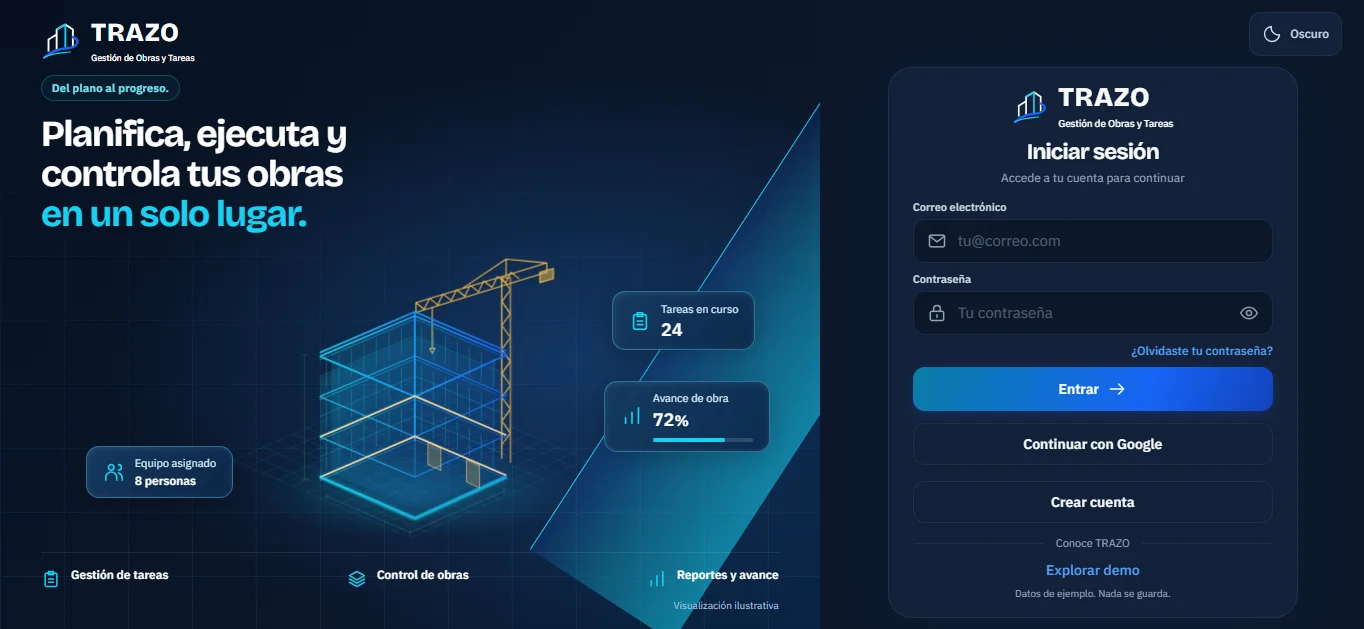 TRAZO
Gestión de Obras y Tareas
Del plano al progreso.
Planifica, ejecuta y
controla tus obras
en un solo lugar.
Tareas en curso
24
Avance de obra
72%
Equipo asignado
8 personas
Gestión de tareas
Control de obras
Reportes y avance
Visualización ilustrativa
Oscuro
TRAZO
Gestión de Obras y Tareas
Iniciar sesión
Accede a tu cuenta para continuar
Correo electrónico
tu@correo.com
Contraseña
Tu contraseña
¿Olvidaste tu contraseña?
Entrar →
Continuar con Google
Crear cuenta
Conoce TRAZO
Explorar demo
Datos de ejemplo. Nada se guarda.